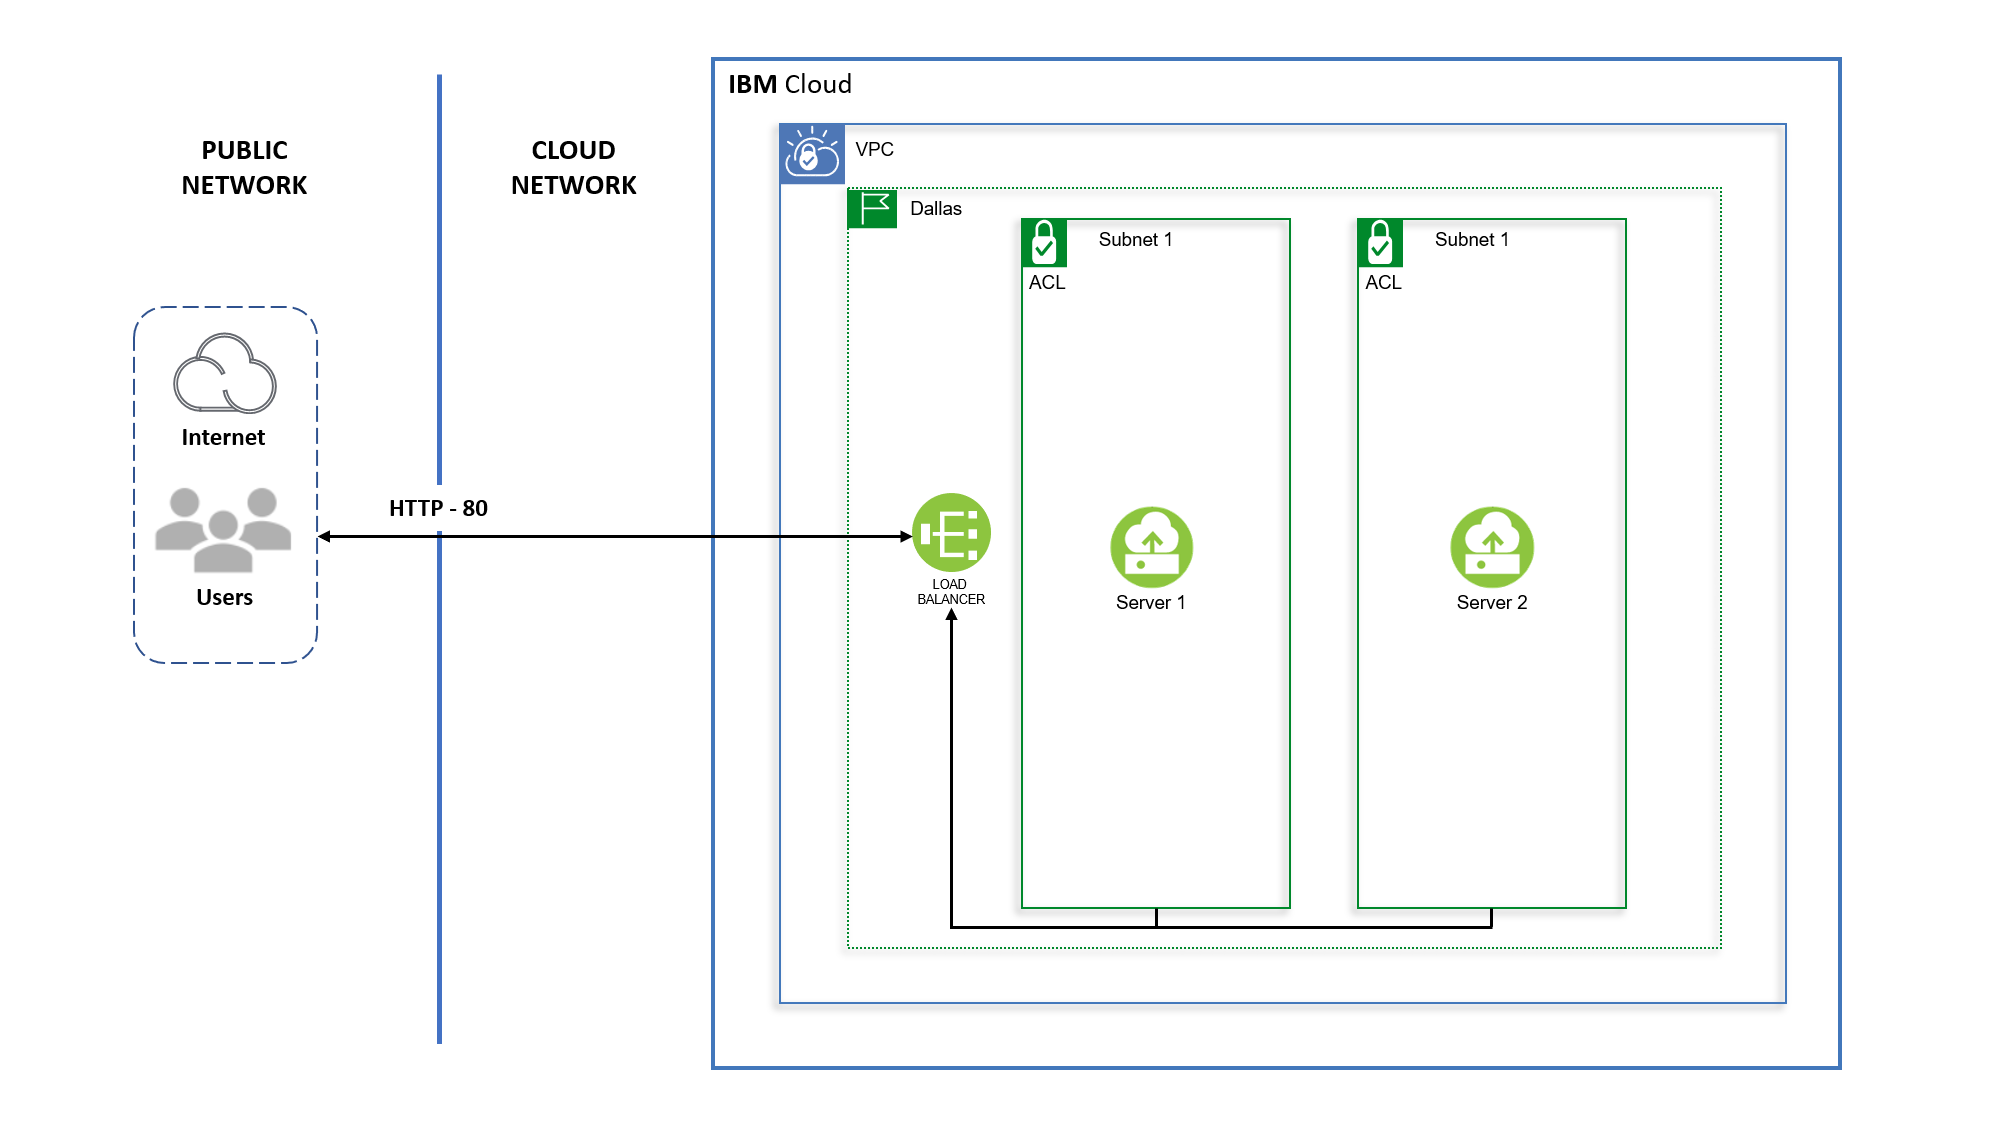 PUBLIC
NETWORK
CLOUD
NETWORK
IBM Cloud
VPC
Dallas
Subnet 1
ACL
Subnet 1
ACL
Internet
Users
HTTP - 80
LOAD
BALANCER
Server 1
Server 2